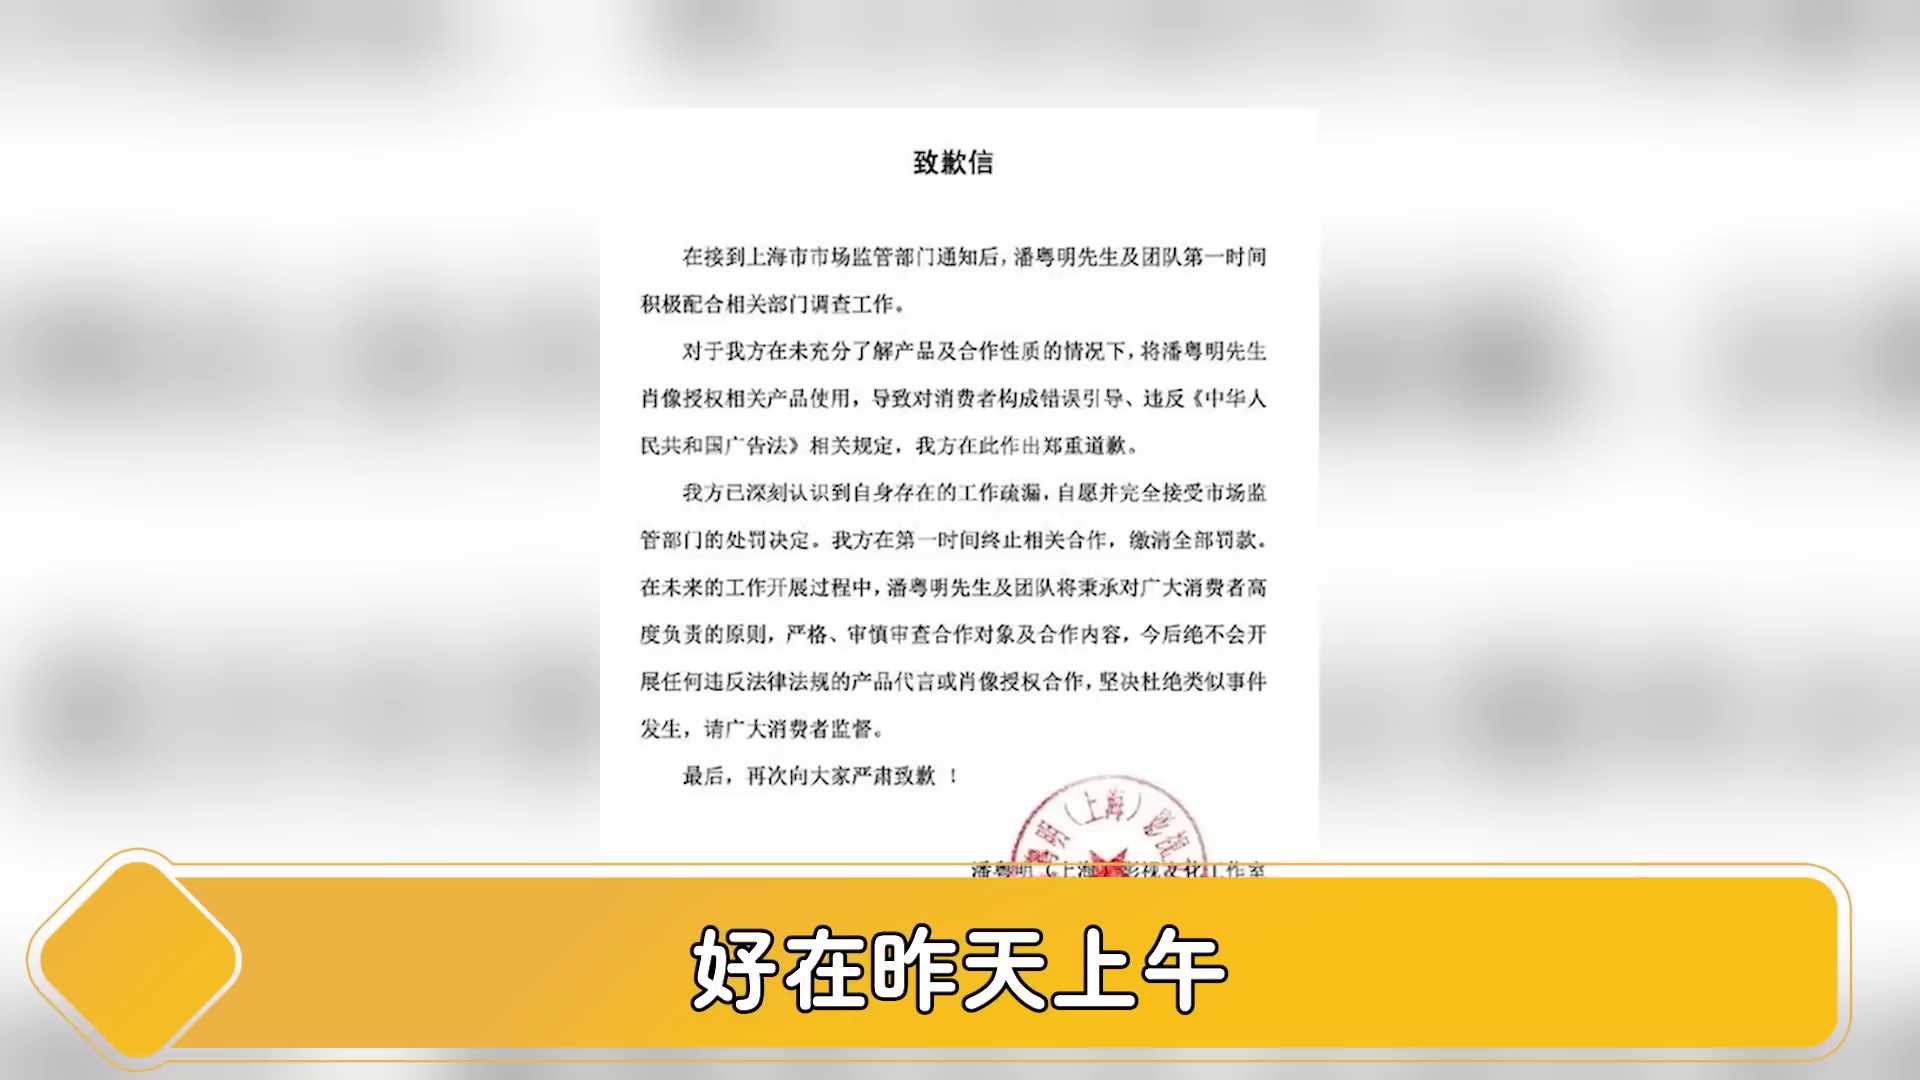 致歉信
在接到上海市市场监管部门通知后，潘粤明先生及团队第一时间
积极配合相关部门调查工作。
对于我方在未充分了解产品及合作性质的情况下，将潘粤明先生
肖像授权相关产品使用，导致对消费者构成错误引导、违反《中华人
民共和国广告法》相关规定，我方在此作出郑重道歉。
我方已深刻认识到自身存在的工作疏漏，自愿并完全接受市场监
管部门的处罚决定。我方在第一时间终止相关合作，缴清全部罚款。
在未来的工作开展过程中，潘粤明先生及团队将秉承对广大消费者高
度负责的原则，严格、审慎审查合作对象及合作内容，今后绝不会开
展任何违反法律法规的产品代言或肖像授权合作，坚决杜绝类似事件
发生，请广大消费者监督。
最后，再次向大家严肃致歉！
潘粤明（上海）影视文化工作室
好在昨天上午